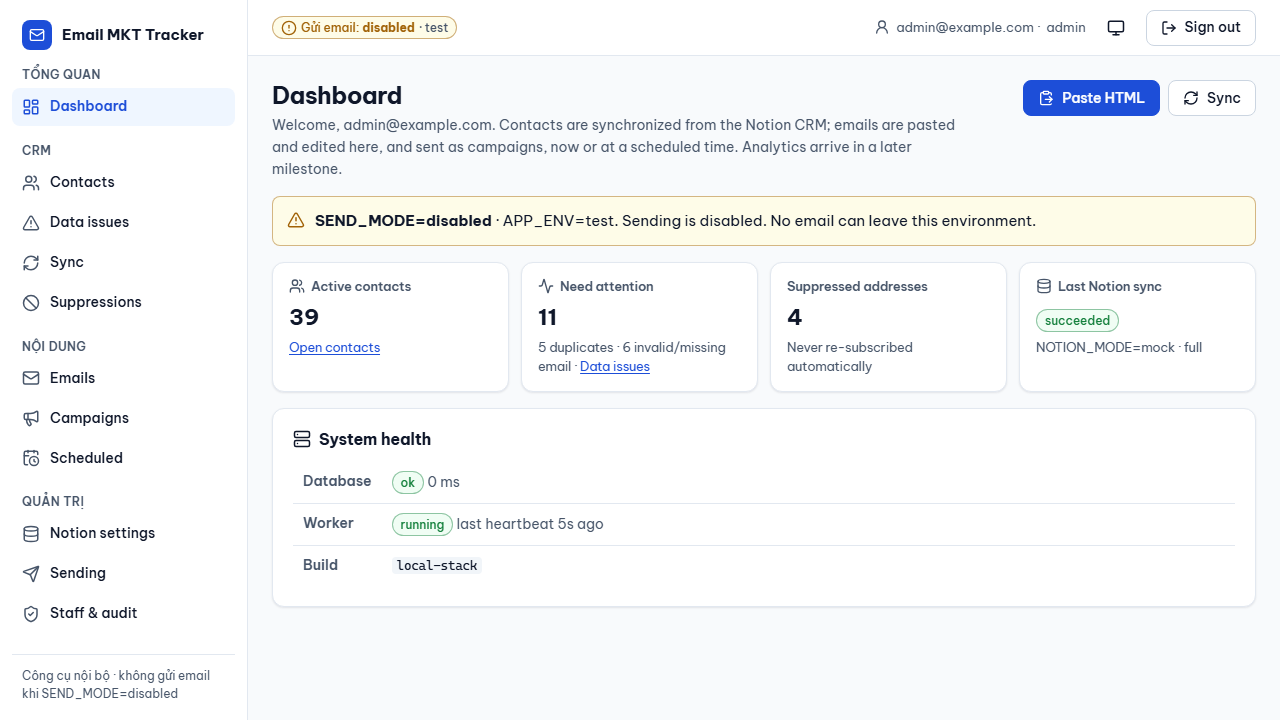 Email MKT Tracker
TỔNG QUAN
Dashboard
CRM
Contacts
Data issues
Sync
Suppressions
NỘI DUNG
Emails
Campaigns
Scheduled
QUẢN TRỊ
Notion settings
Sending
Staff & audit
Công cụ nội bộ · không gửi email
khi SEND_MODE=disabled
Gửi email: disabled · test
admin@example.com · admin
Sign out
Dashboard
Paste HTML
Sync
Welcome, admin@example.com. Contacts are synchronized from the Notion CRM; emails are pasted
and edited here, and sent as campaigns, now or at a scheduled time. Analytics arrive in a later
milestone.
SEND_MODE=disabled · APP_ENV=test. Sending is disabled. No email can leave this environment.
Active contacts
39
Open contacts
Need attention
11
5 duplicates · 6 invalid/missing
email · Data issues
Suppressed addresses
4
Never re-subscribed
automatically
Last Notion sync
succeeded
NOTION_MODE=mock · full
System health
Database ok 0 ms
Worker running last heartbeat 5s ago
Build local-stack